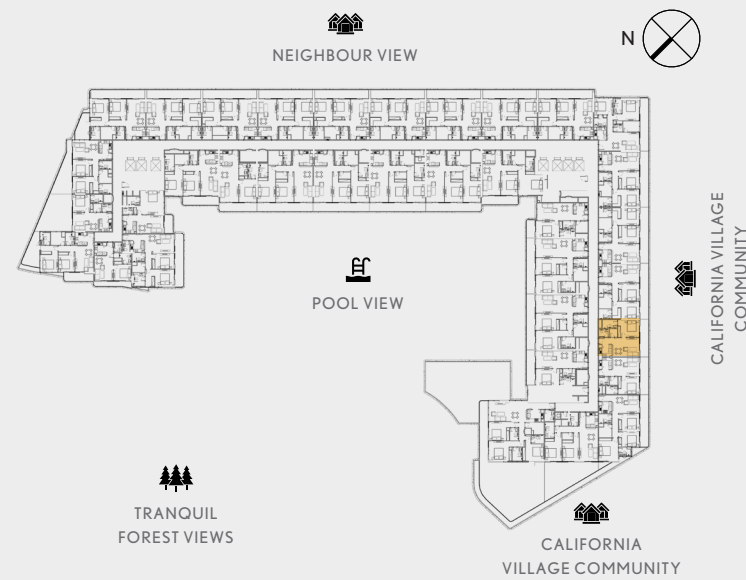 N
NEIGHBOUR VIEW
CALIFORNIA VILLAGE
COMMUNITY
POOL VIEW
TRANQUIL
FOREST VIEWS
CALIFORNIA
VILLAGE COMMUNITY